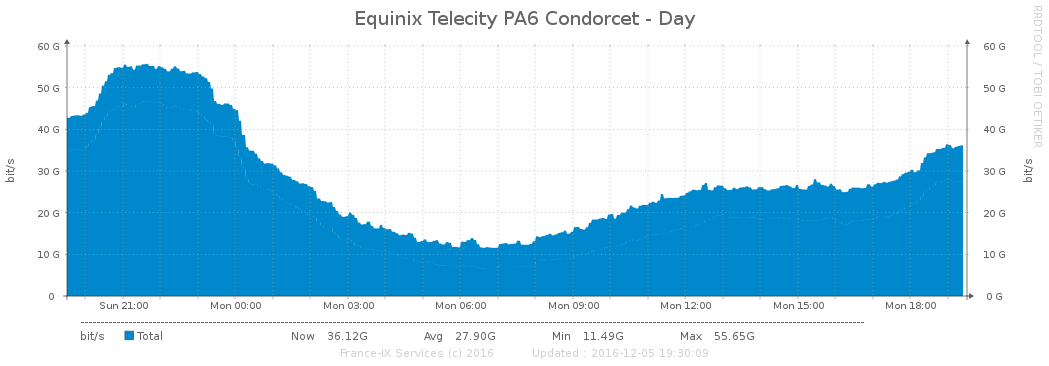 Equinix Telecity PA6 Condorcet - Day
RRDTOOL / TOBI OETIKER
60 G 60 G
50 G 50 G
40 G 40 G
30 G 30 G
20 G 20 G
10 G 10 G
0 0 G
bit/s bit/s
Sun 21:00 Mon 00:00 Mon 03:00 Mon 06:00 Mon 09:00 Mon 12:00 Mon 15:00 Mon 18:00
bit/s Total Now 36.12G Avg 27.90G Min 11.49G Max 55.65G
France-IX Services (c) 2016 Updated : 2016-12-05 19:30:09